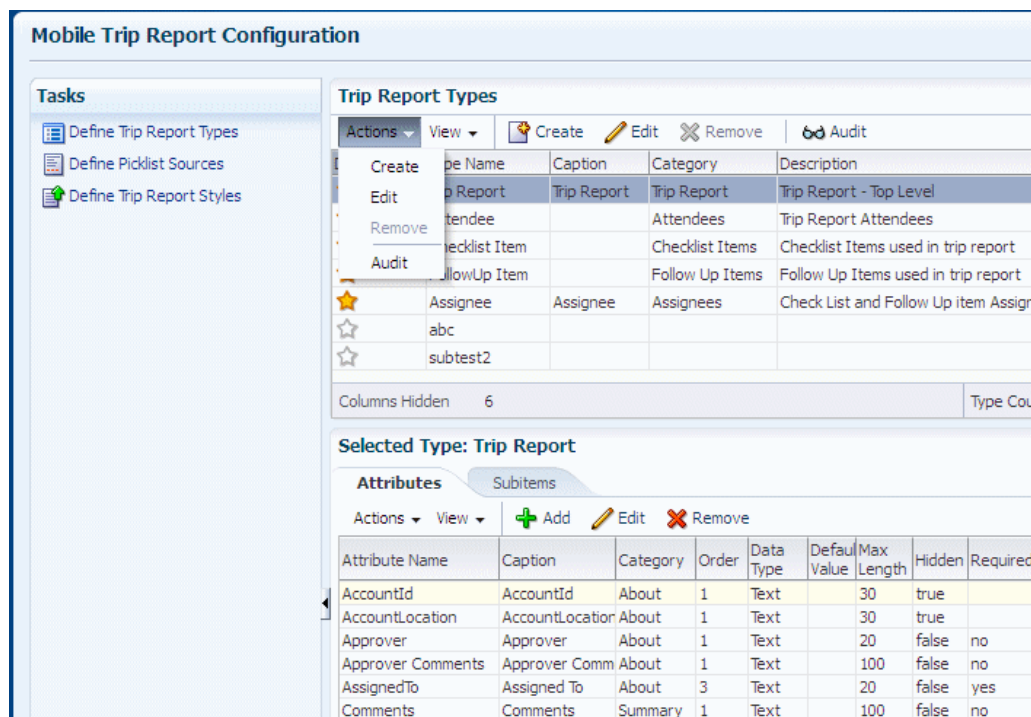 Mobile Trip Report Configuration
Tasks
Define Trip Report Types
Define Picklist Sources
Define Trip Report Styles
Trip Report Types
Actions View Create Edit Remove Audit
Name Caption Category Description
Report Trip Report Trip Report Trip Report - Top Level
Attendees Trip Report Attendees
Item Checklist Items Checklist Items used in trip report
Item Follow Up Items Follow Up Items used in trip report
Assignee Assignee Assignees Check List and Follow Up item
abc
subtest2
Create
Edit
Remove
Audit
Columns Hidden 6 Type
Selected Type: Trip Report
Attributes Subitems
Actions View Add Edit Remove
Attribute Name Caption Category Order Data Type Defaul Value Max Length Hidden Required
AccountId AccountId About 1 Text 30 true
AccountLocation AccountLocation About 1 Text 30 true
Approver Approver About 1 Text 20 false no
Approver Comments Approver Comm About 1 Text 100 false no
AssignedTo Assigned To About 3 Text 20 false yes
Comments Comments Summary 1 Text 100 false no